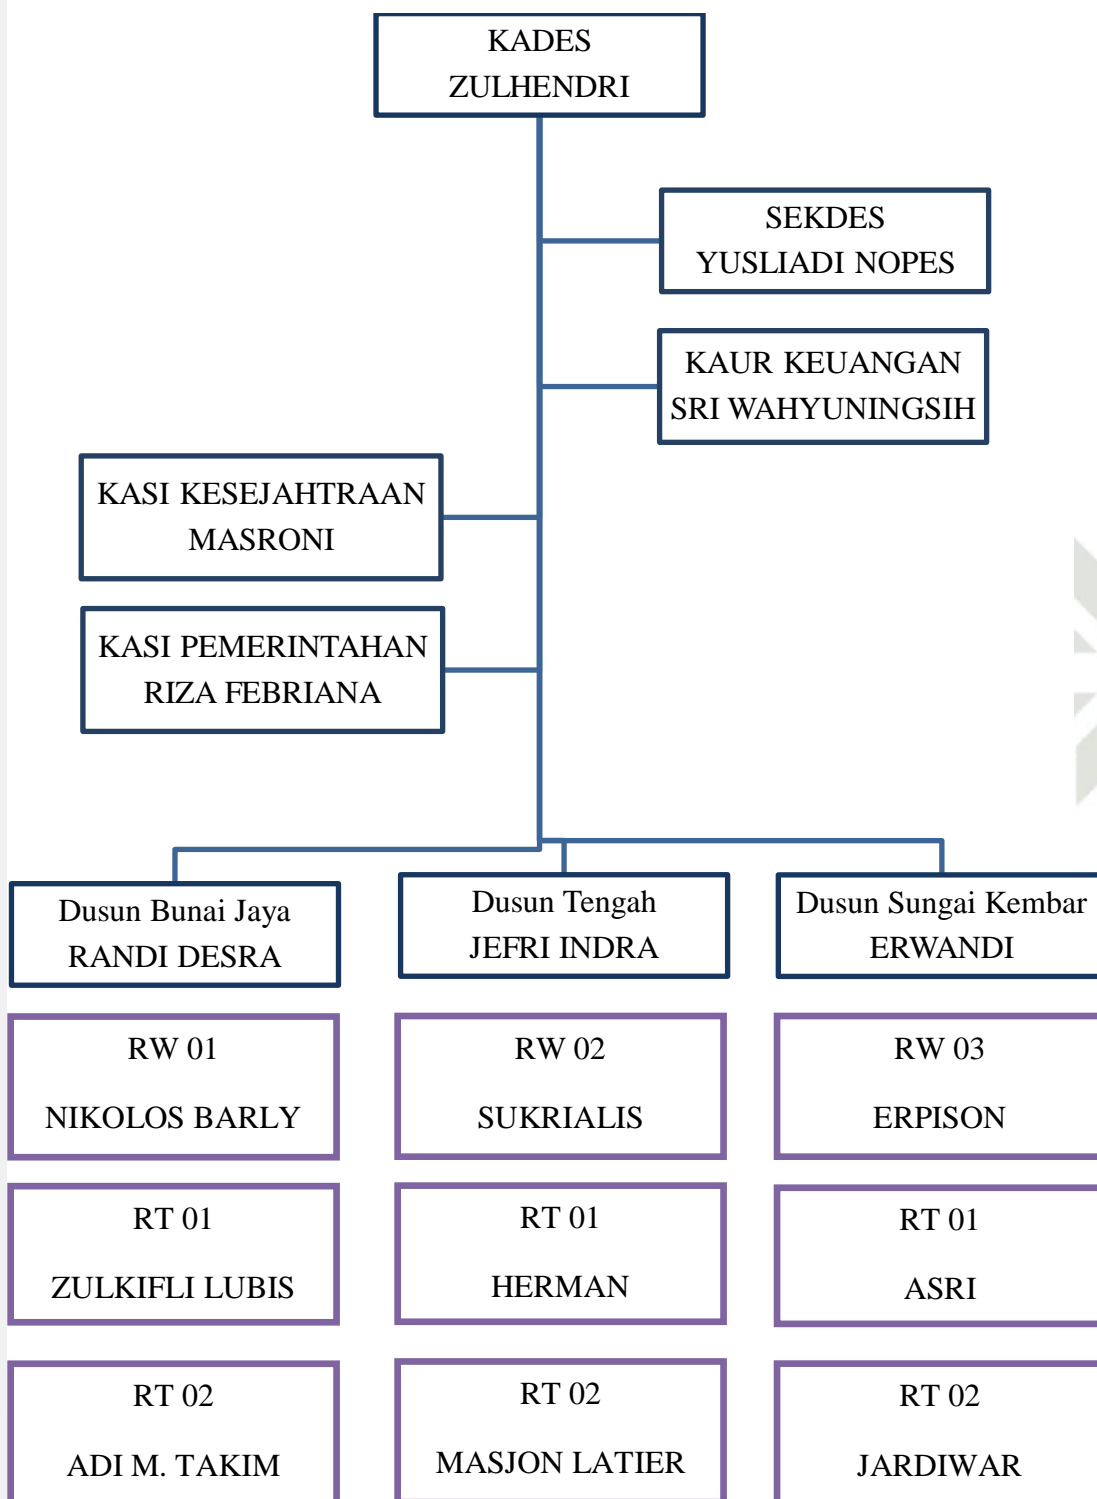 KADES
ZULHENDRI
SEKDES
YUSLIADI NOPES
KAUR KEUANGAN
SRI WAHYUNINGSIH
KASI KESEJAHTRAAN
MASRONI
KASI PEMERINTAHAN
RIZA FEBRIANA
Dusun Bunai Jaya
RANDI DESRA
Dusun Tengah
JEFRI INDRA
Dusun Sungai Kembar
ERWANDI
RW 01
NIKOLOS BARLY
RW 02
SUKRIALIS
RW 03
ERPISON
RT 01
ZULKIFLI LUBIS
RT 01
HERMAN
RT 01
ASRI
RT 02
ADI M. TAKIM
RT 02
MASJON LATIER
RT 02
JARDIWAR